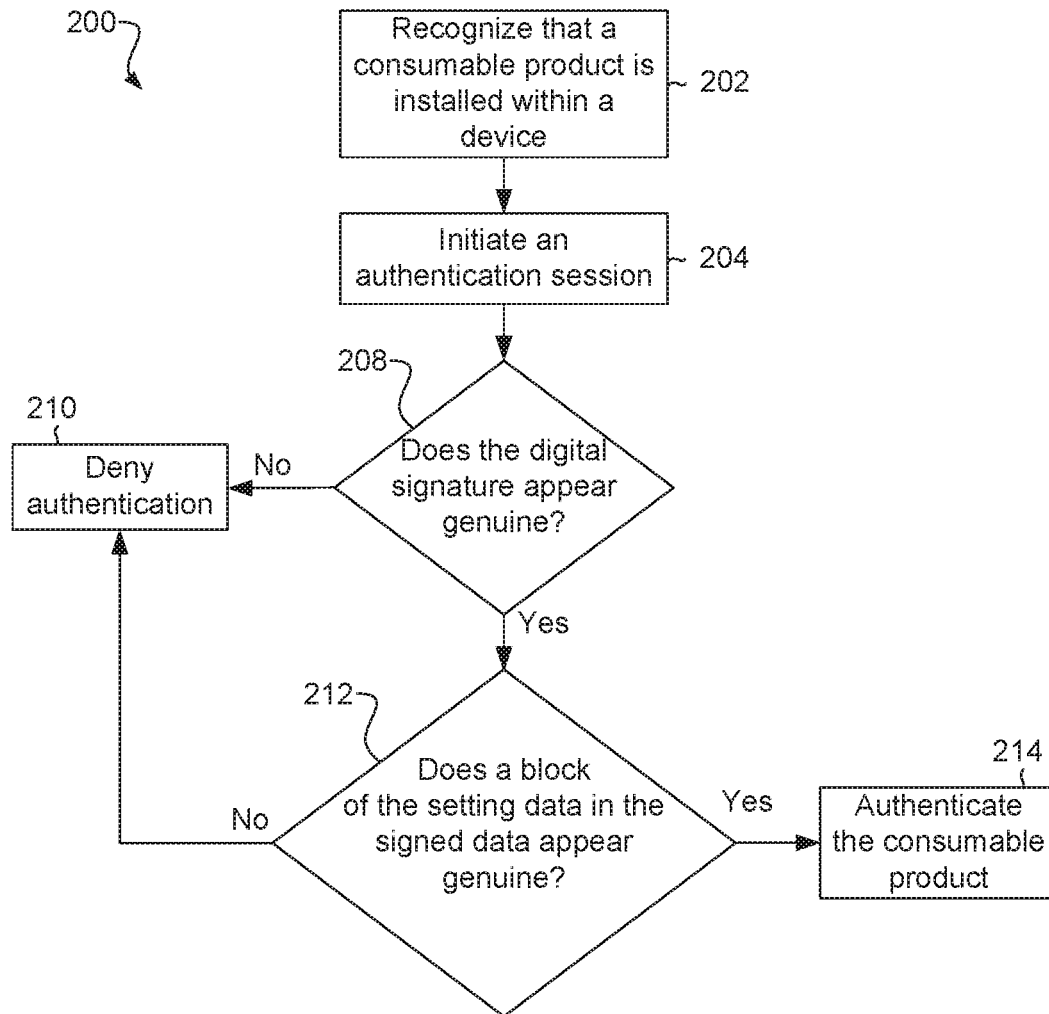 200
Recognize that a
consumable product is
installed within a
device
202
Initiate an
authentication session
204
208
Does the digital
signature appear
genuine?
210
Deny
authentication
No
Yes
212
Does a block
of the setting data in the
signed data appear
genuine?
No
Yes
214
Authenticate
the consumable
product